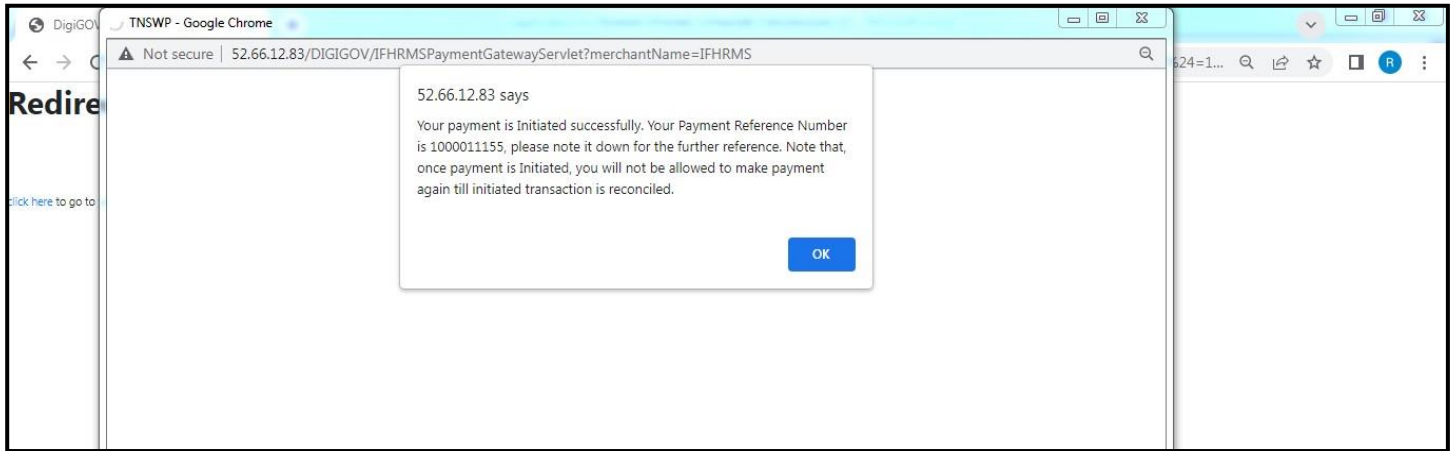 DigiGOV
TNSWP - Google Chrome
Not secure | 52.66.12.83/DIGIGOV/IFHRMSPaymentGatewayServlet?merchantName=IFHRMS
%24=1...
R
Redire
52.66.12.83 says
Your payment is Initiated successfully. Your Payment Reference Number
is 1000011155, please note it down for the further reference. Note that,
once payment is Initiated, you will not be allowed to make payment
again till initiated transaction is reconciled.
click here to go to
OK